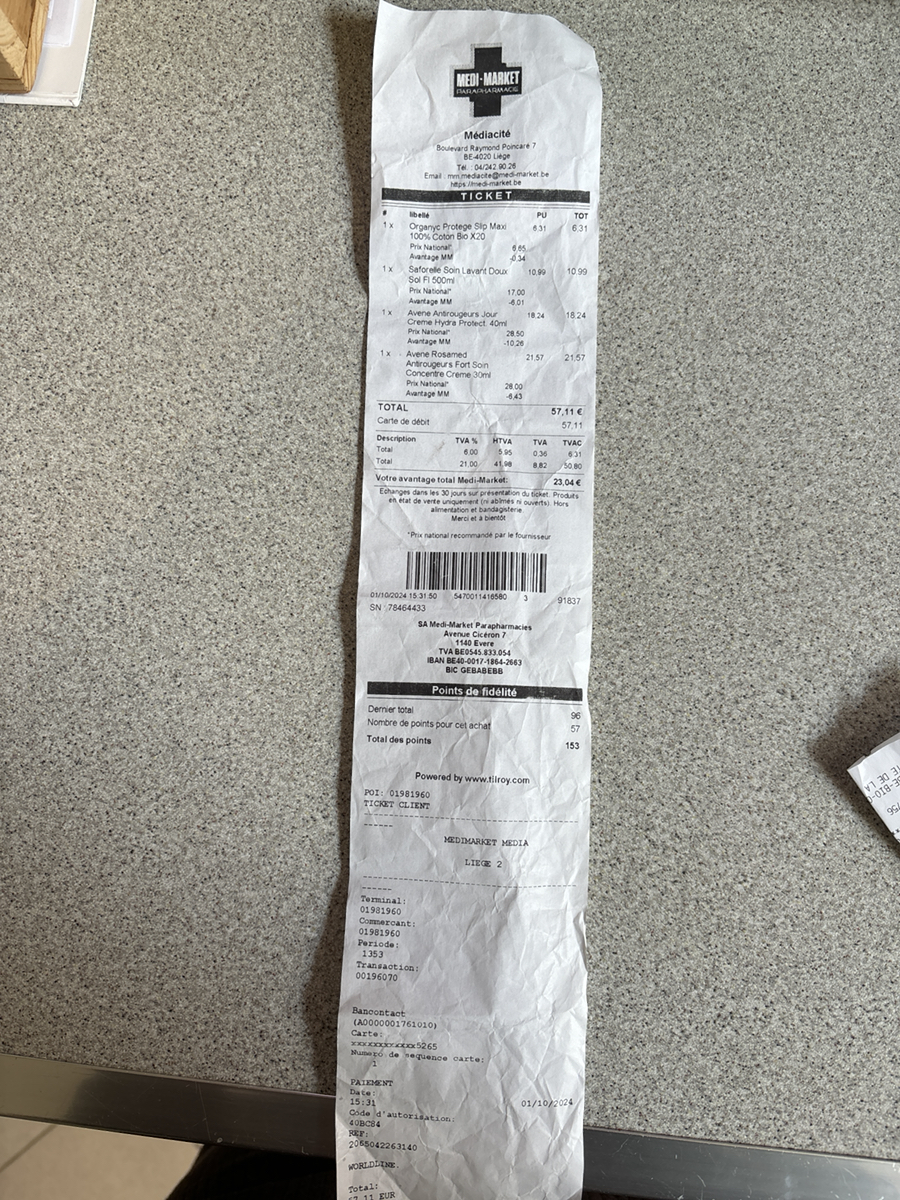 MEDI-MARKET
PARAPHARMACIE
Médiacité
Boulevard Raymond Poincaré 7
BE-4020 Liège
Tél. : 04/242.90.26
Email : mm.mediacite@medi-market.be
https://medi-market.be
TICKET
# libellé PU TOT
1 x Organyc Protege Slip Maxi 6.31 6.31
100% Coton Bio X20
Prix National* 6.65
Avantage MM -0.34
1 x Saforelle Soin Lavant Doux 10.99 10.99
Sol Fl 500ml
Prix National* 17.00
Avantage MM -6.01
1 x Avene Antirougeurs Jour 18.24 18.24
Creme Hydra Protect. 40ml
Prix National* 28.50
Avantage MM -10.26
1 x Avene Rosamed 21,57 21,57
Antirougeurs Fort Soin
Concentre Creme 30ml
Prix National* 28.00
Avantage MM -6,43
TOTAL 57,11 €
Carte de débit 57,11
Description TVA % HTVA TVA TVAC
Total 6.00 5.95 0.36 6.31
Total 21,00 41,98 8,82 50,80
Votre avantage total Medi-Market: 23,04 €
Echanges dans les 30 jours sur présentation du ticket. Produits
en état de vente uniquement (ni abîmés ni ouverts). Hors
alimentation et bandagisterie.
Merci et à bientôt
*Prix national recommandé par le fournisseur
01/10/2024 15:31:50 5470011416580 3 91837
SN : 78464433
SA Medi-Market Parapharmacies
Avenue Cicéron 7
1140 Evere
TVA BE0545.833.054
IBAN BE40-0017-1864-2663
BIC GEBABEBB
Points de fidélité
Dernier total 96
Nombre de points pour cet achat 57
Total des points 153
Powered by www.tilroy.com
POI: 01981960
TICKET CLIENT
MEDIMARKET MEDIA
LIEGE 2
Terminal:
01981960
Commercant:
01981960
Periode:
1353
Transaction:
00196070
Bancontact
(A0000001761010)
Carte:
xxxxxxxxxxxx5265
Numero de sequence carte:
1
PAIEMENT
Date:
15:31 01/10/2024
Code d'autorisation:
40BC84
REF:
2065042263140
WORLDLINE.
Total:
57,11 EUR